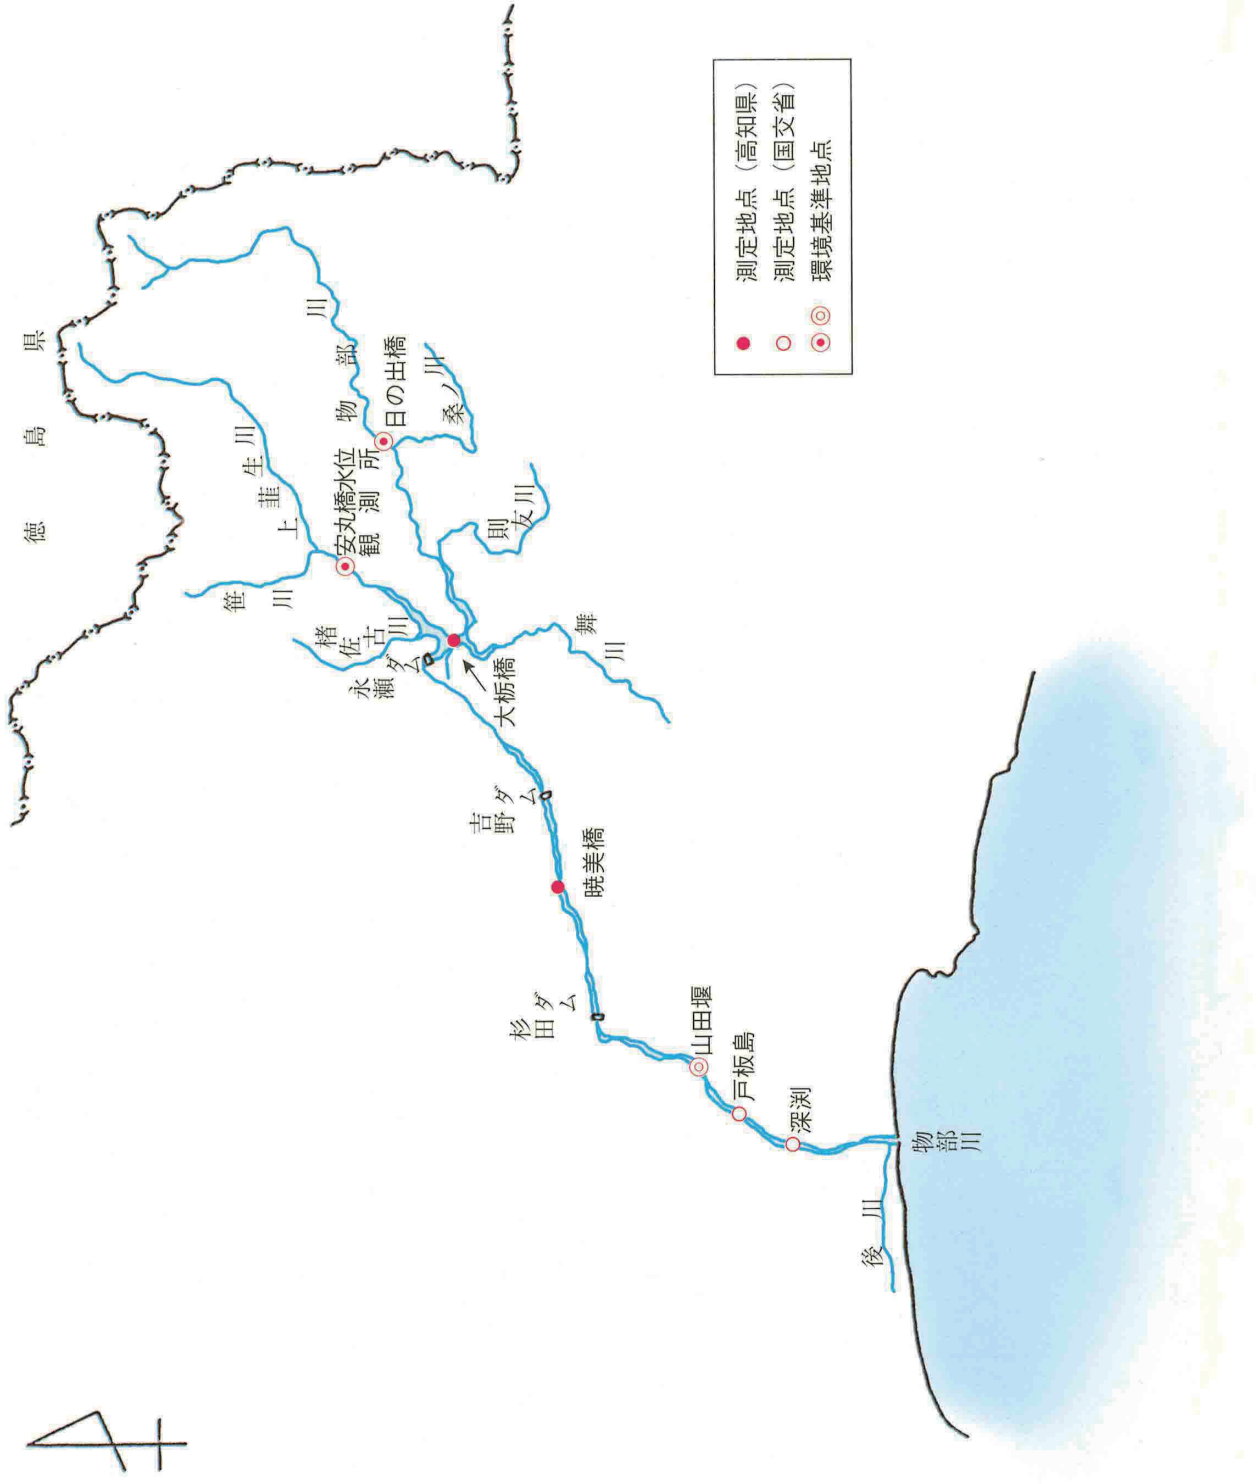 徳島県
物部川
上韮生川
笹川
楮佐古川
安丸橋水位
観測所
日の出橋
桑ノ川
則友川
舞川
永瀬ダム
大栃橋
吉野ダム
暁美橋
杉田ダム
山田堰
戸板島
深渕
後川
物部川
測定地点（高知県）
測定地点（国交省）
環境基準地点